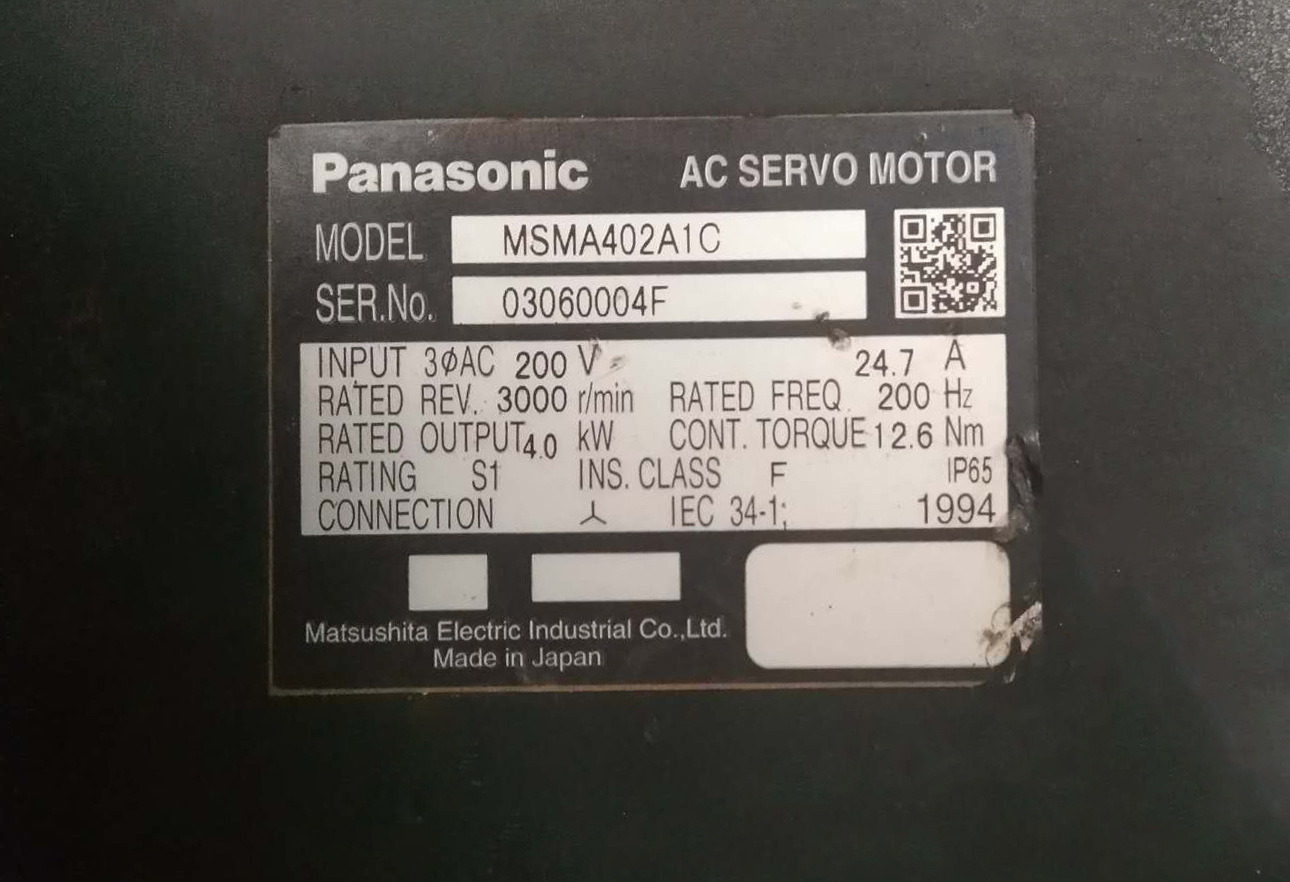 Panasonic AC SERVO MOTOR
MODEL MSMA402A1C
SER.No. 03060004F
INPUT 3ϕAC 200 V 24.7 A
RATED REV. 3000 r/min RATED FREQ. 200 Hz
RATED OUTPUT 4.0 kW CONT. TORQUE 12.6 Nm
RATING S1 INS. CLASS F IP65
CONNECTION 人 IEC 34-1; 1994
Matsushita Electric Industrial Co.,Ltd.
Made in Japan